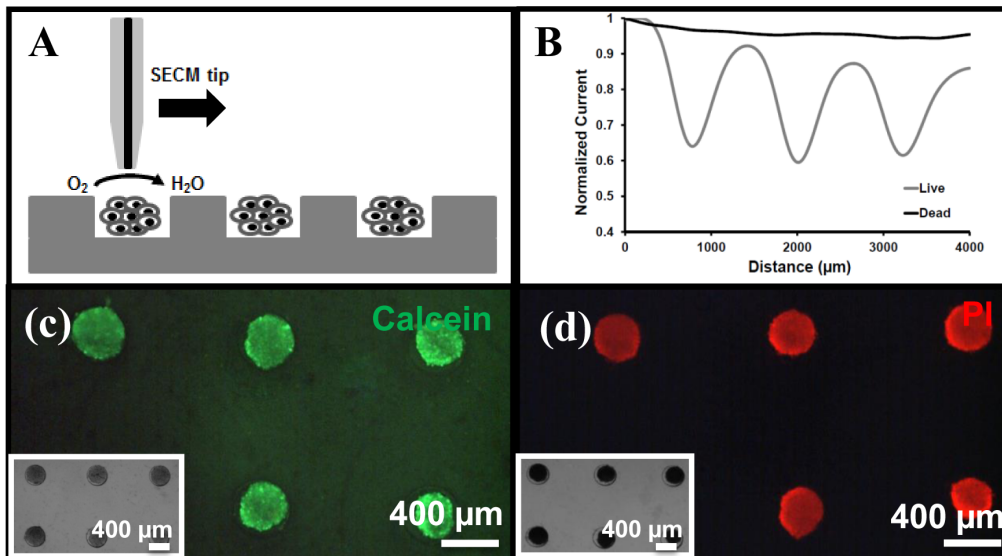 A
SECM tip
O₂
H₂O
B
Normalized Current
1
0.9
0.8
0.7
0.6
0.5
0.4
0
1000
2000
3000
4000
Distance (µm)
Live
Dead
(c)
Calcein
400 µm
400 µm
(d)
PI
400 µm
400 µm